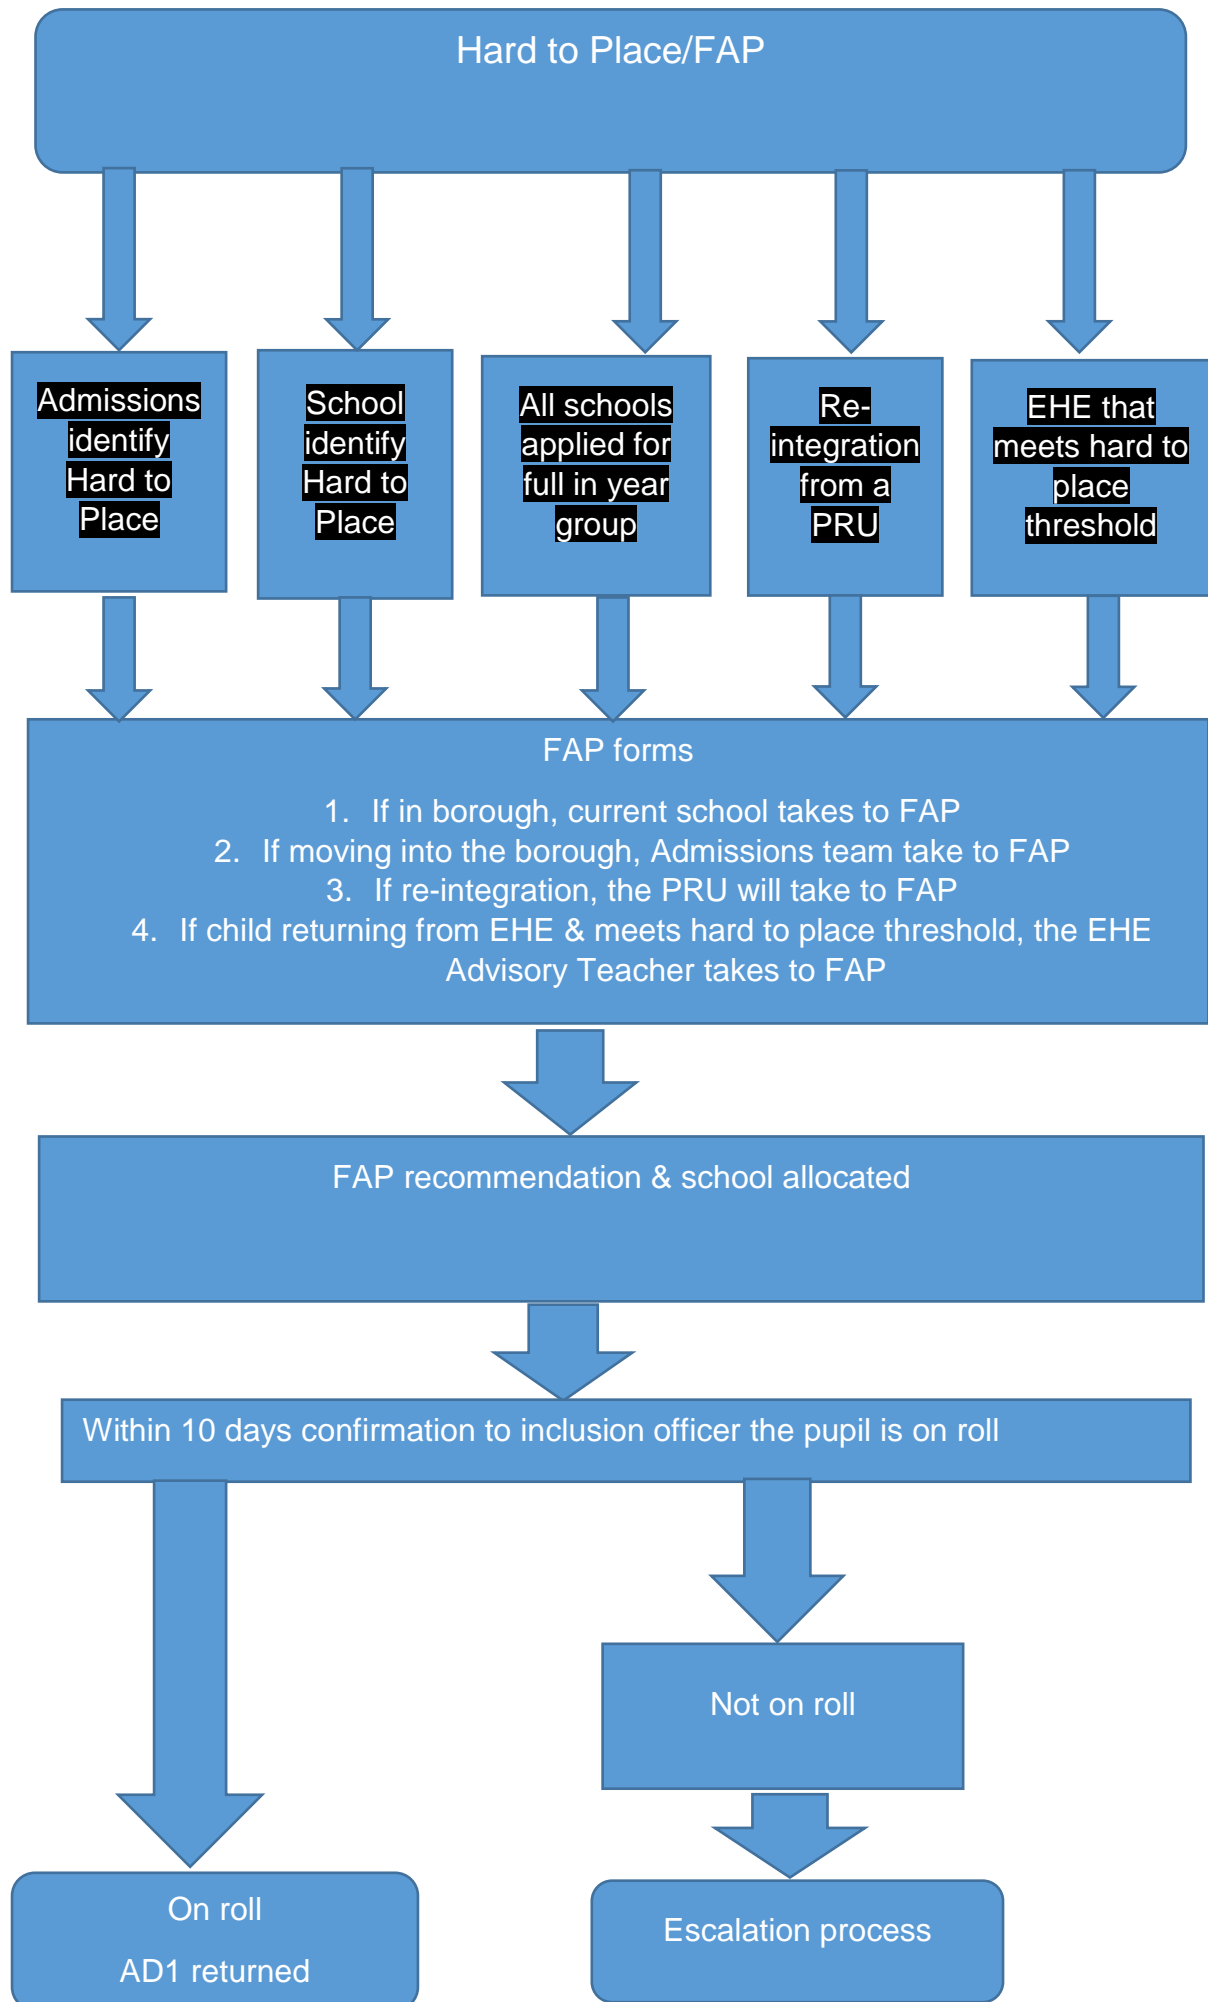 Hard to Place/FAP
Admissions
identify
Hard to
Place
School
identify
Hard to
Place
All schools
applied for
full in year
group
Re-
integration
from a
PRU
EHE that
meets hard to
place
threshold
FAP forms
1. If in borough, current school takes to FAP
2. If moving into the borough, Admissions team take to FAP
3. If re-integration, the PRU will take to FAP
4. If child returning from EHE & meets hard to place threshold, the EHE
Advisory Teacher takes to FAP
FAP recommendation & school allocated
Within 10 days confirmation to inclusion officer the pupil is on roll
Not on roll
On roll
AD1 returned
Escalation process